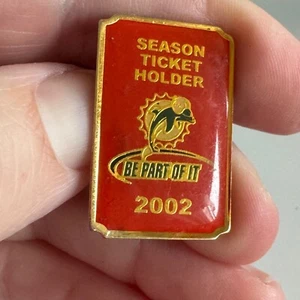 SEASON
TICKET
HOLDER
BE PART OF IT
2002